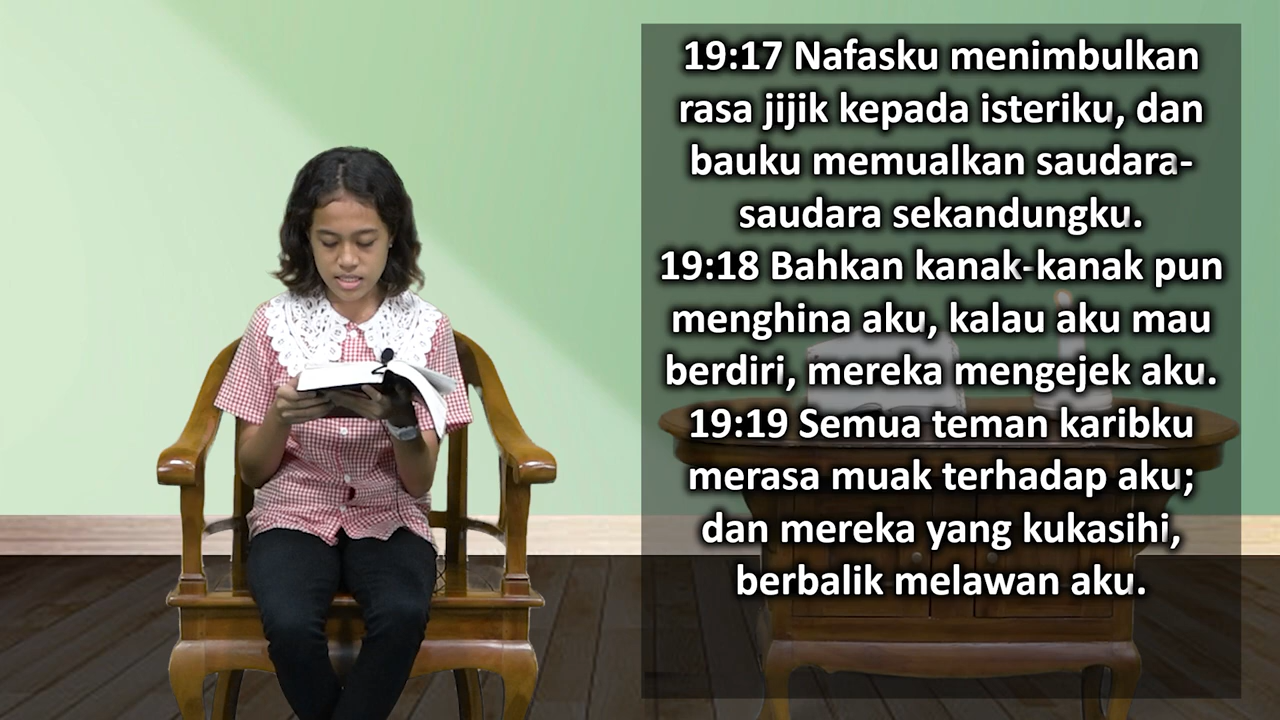 19:17 Nafasku menimbulkan
rasa jijik kepada isteriku, dan
bauku memualkan saudara-
saudara sekandungku.
19:18 Bahkan kanak-kanak pun
menghina aku, kalau aku mau
berdiri, mereka mengejek aku.
19:19 Semua teman karibku
merasa muak terhadap aku;
dan mereka yang kukasihi,
berbalik melawan aku.